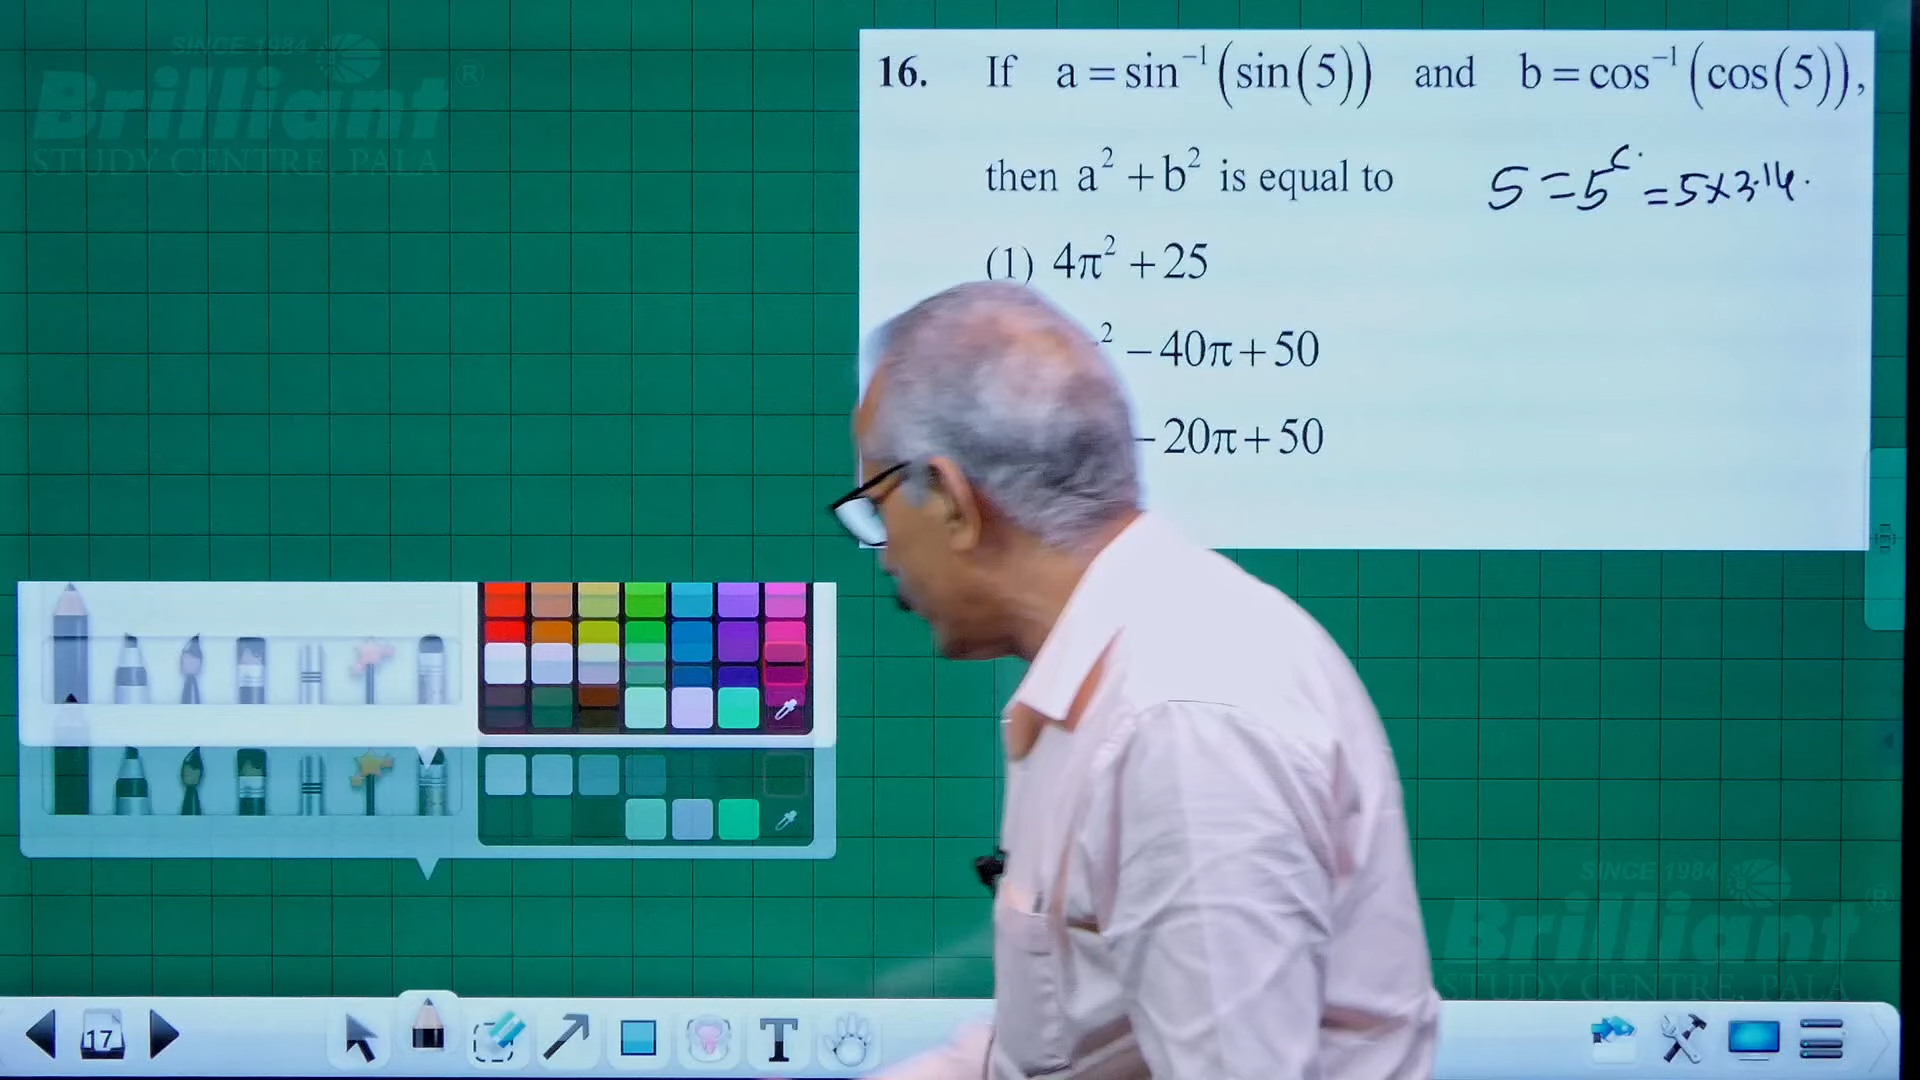 SINCE 1984
Brilliant®
STUDY CENTRE, PALA
16. If a = sin⁻¹(sin(5)) and b = cos⁻¹(cos(5)),
then a² + b² is equal to
5 = 5ᶜ = 5×3.14.
(1) 4π² + 25
² − 40π + 50
− 20π + 50
SINCE 1984
Brilliant®
STUDY CENTRE, PALA
17
T